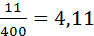 11/400 = 4,11